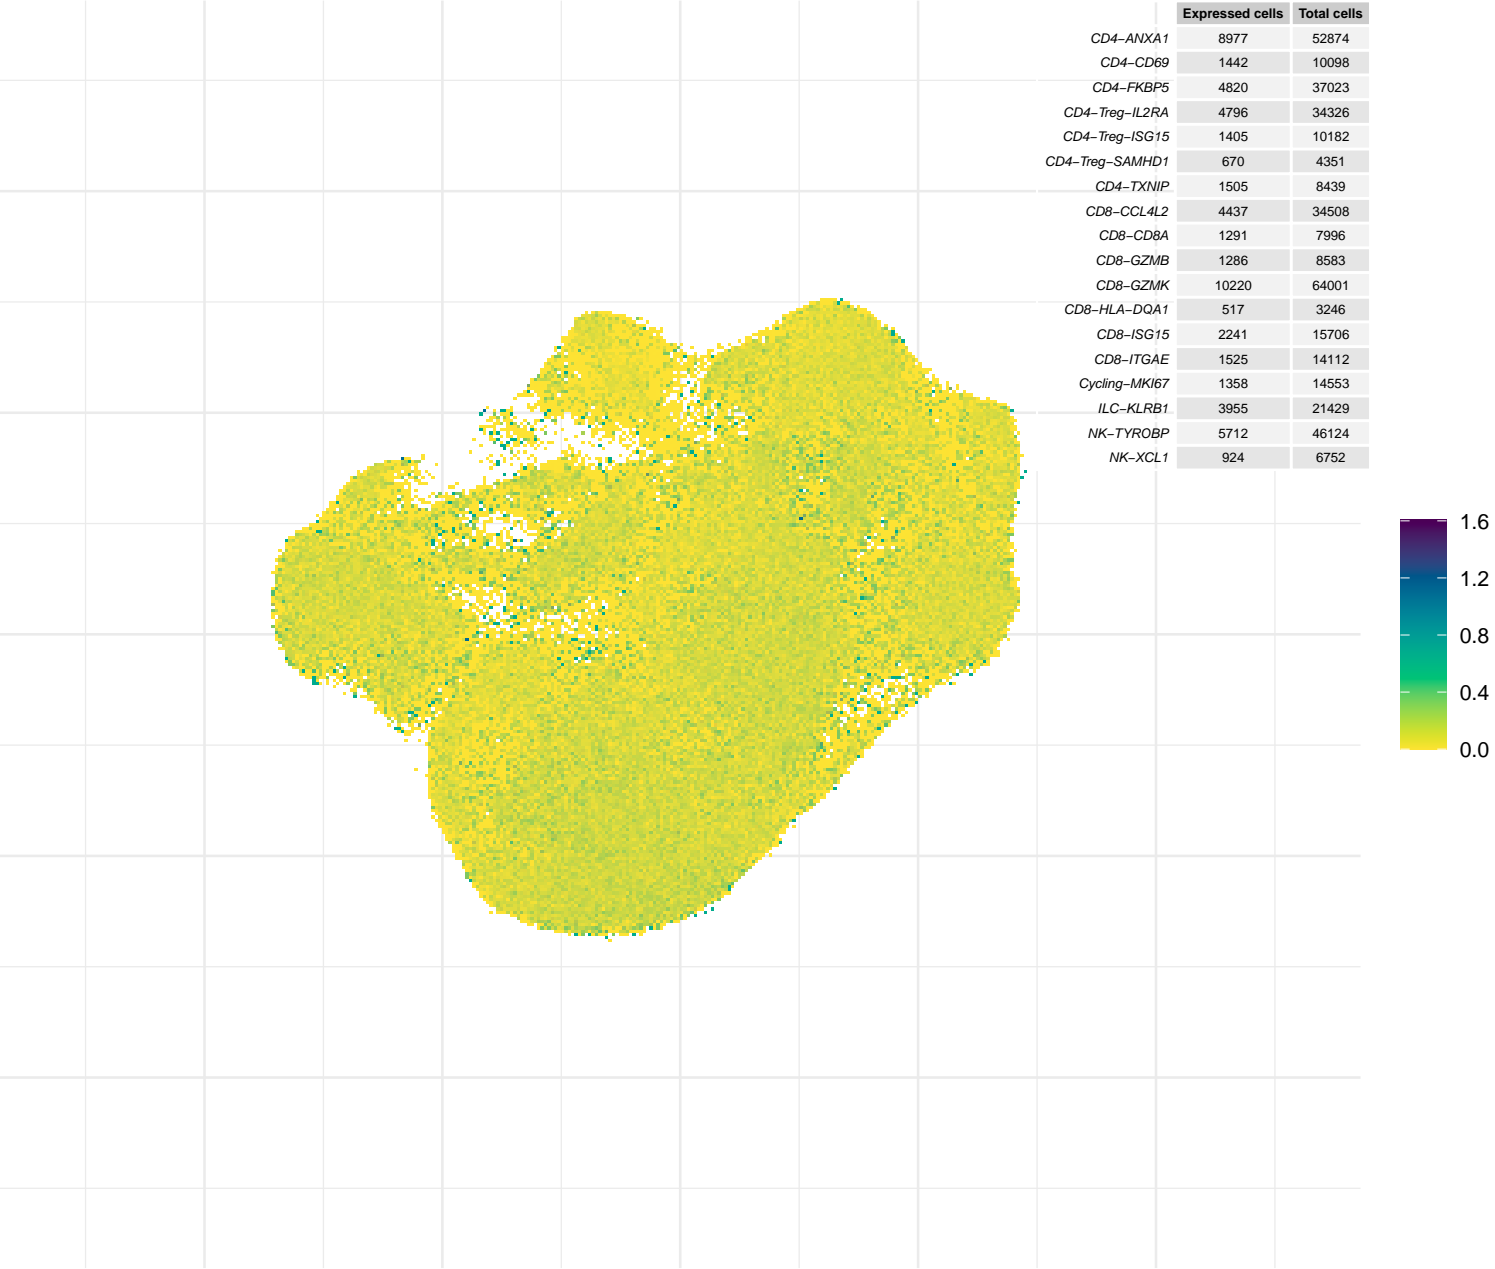 Expressed cells Total cells
CD4−ANXA1 8977 52874
CD4−CD69 1442 10098
CD4−FKBP5 4820 37023
CD4−Treg−IL2RA 4796 34326
CD4−Treg−ISG15 1405 10182
CD4−Treg−SAMHD1 670 4351
CD4−TXNIP 1505 8439
CD8−CCL4L2 4437 34508
CD8−CD8A 1291 7996
CD8−GZMB 1286 8583
CD8−GZMK 10220 64001
CD8−HLA−DQA1 517 3246
CD8−ISG15 2241 15706
CD8−ITGAE 1525 14112
Cycling−MKI67 1358 14553
ILC−KLRB1 3955 21429
NK−TYROBP 5712 46124
NK−XCL1 924 6752
1.6
1.2
0.8
0.4
0.0